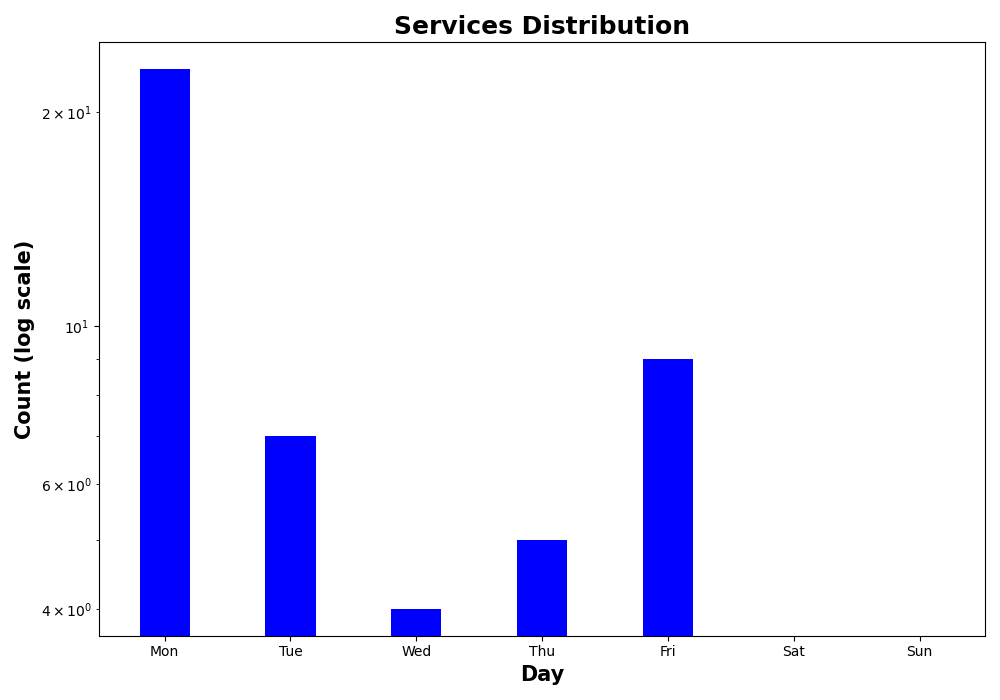 Services Distribution
Count (log scale)
2 × 10¹
10¹
6 × 10⁰
4 × 10⁰
Mon Tue Wed Thu Fri Sat Sun
Day